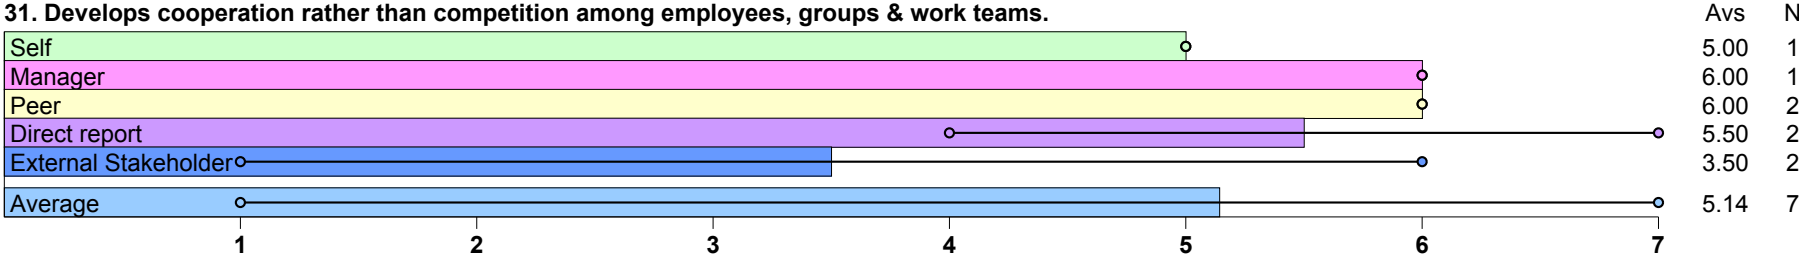 31. Develops cooperation rather than competition among employees, groups & work teams. Avs N
Self 5.00 1
Manager 6.00 1
Peer 6.00 2
Direct report 5.50 2
External Stakeholder 3.50 2
Average 5.14 7
1 2 3 4 5 6 7